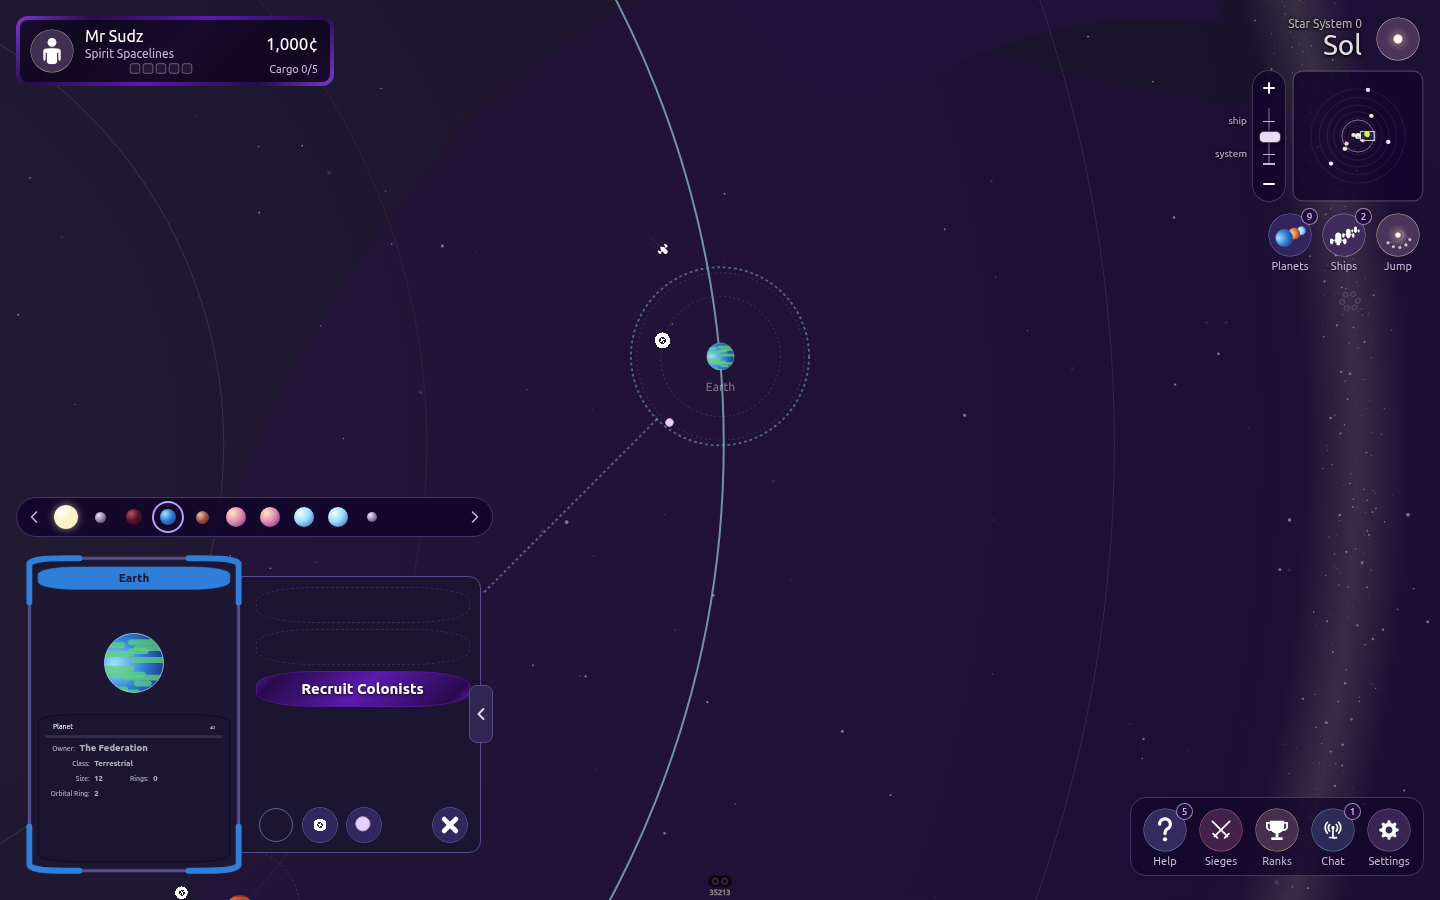 Mr Sudz
Spirit Spacelines
1,000¢
Cargo 0/5
Star System 0
Sol
ship
system
9
2
Planets
Ships
Jump
Earth
Earth
Planet
Owner: The Federation
Class: Terrestrial
Size: 12 Rings: 0
Orbital Ring: 2
Recruit Colonists
5
1
Help
Sieges
Ranks
Chat
Settings
35213